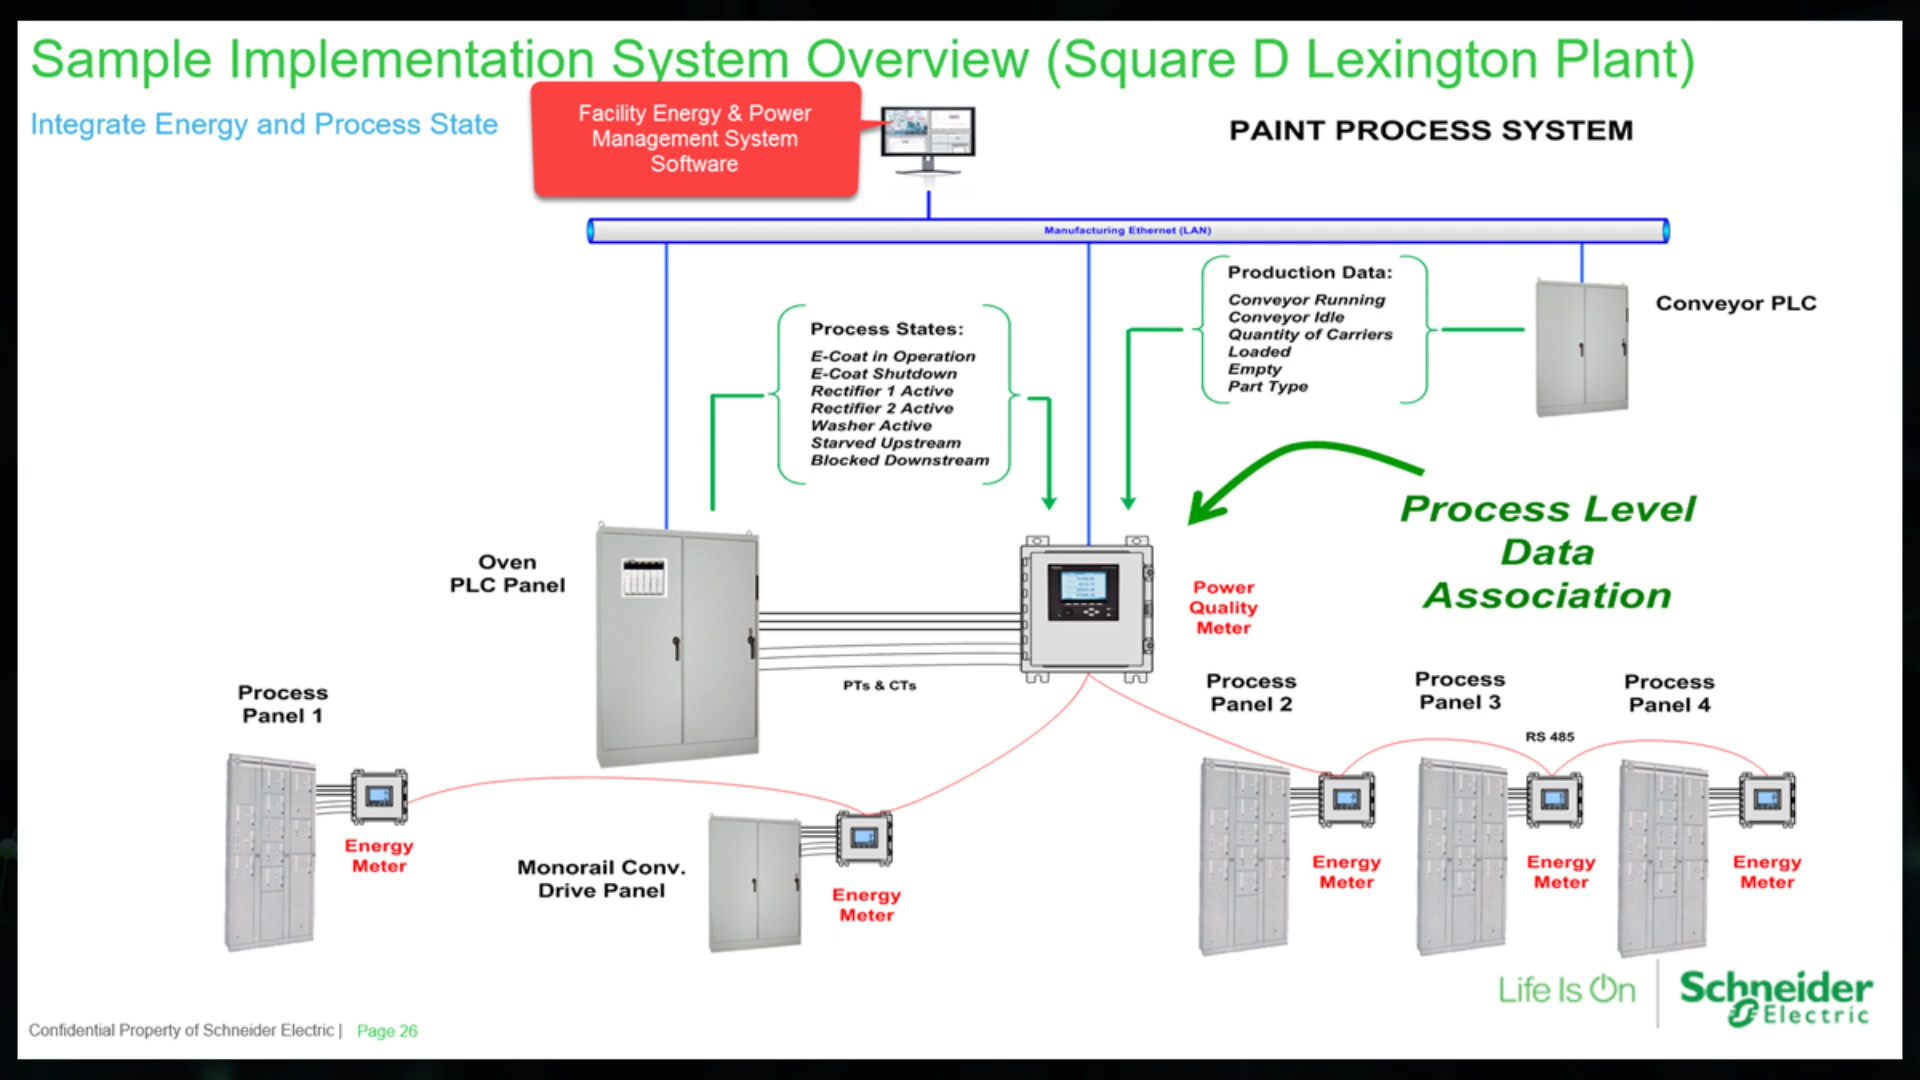 Sample Implementation System Overview (Square D Lexington Plant)
Integrate Energy and Process State
Facility Energy & Power
Management System
Software
PAINT PROCESS SYSTEM
Manufacturing Ethernet (LAN)
Process States:
E-Coat in Operation
E-Coat Shutdown
Rectifier 1 Active
Rectifier 2 Active
Washer Active
Starved Upstream
Blocked Downstream
Production Data:
Conveyor Running
Conveyor Idle
Quantity of Carriers
Loaded
Empty
Part Type
Conveyor PLC
Process Level
Data
Association
Oven
PLC Panel
Power
Quality
Meter
PTs & CTs
Process
Panel 1
Energy
Meter
Monorail Conv.
Drive Panel
Energy
Meter
Process
Panel 2
Energy
Meter
Process
Panel 3
RS 485
Energy
Meter
Process
Panel 4
Energy
Meter
Life Is On
Schneider
Electric
Confidential Property of Schneider Electric | Page 26